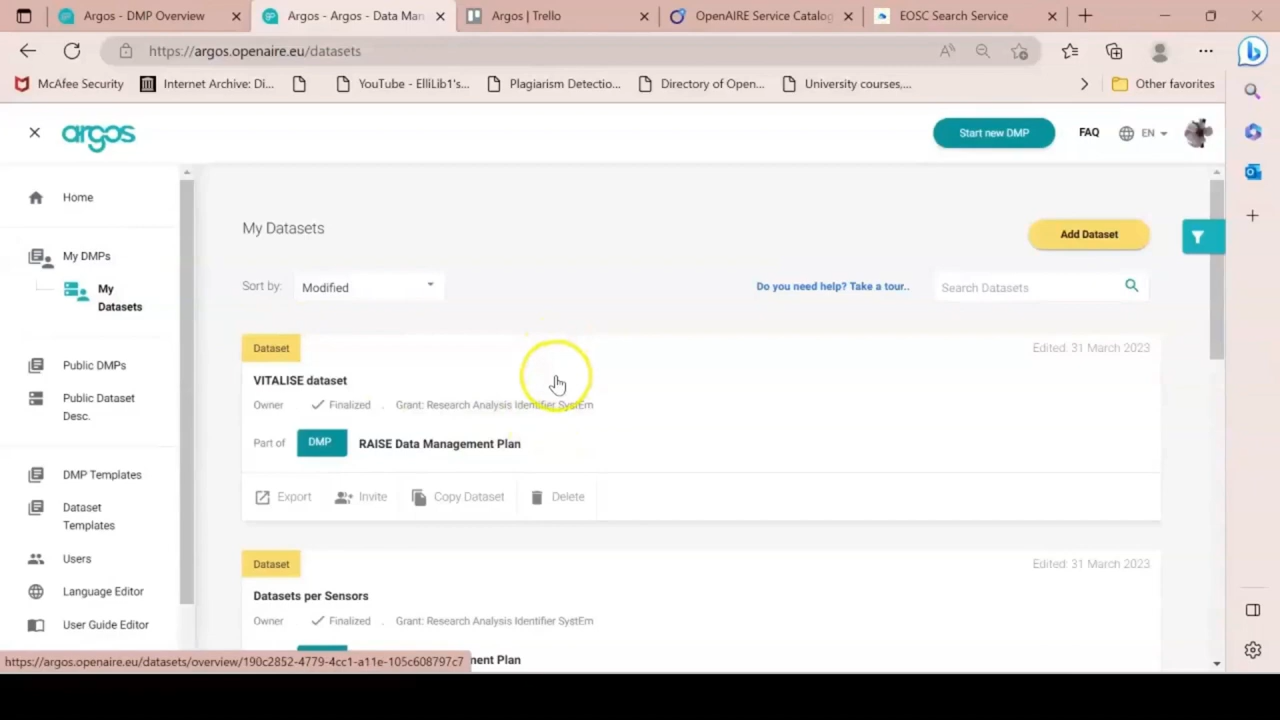 Argos - DMP Overview
Argos - Argos - Data Man
Argos | Trello
OpenAIRE Service Catalog
EOSC Search Service
https://argos.openaire.eu/datasets
McAfee Security
Internet Archive: Di...
YouTube - ElliLib1's...
Plagiarism Detectio...
Directory of Open...
University courses,...
Other favorites
argos
Start new DMP
FAQ
EN
Home
My DMPs
My
Datasets
Public DMPs
Public Dataset
Desc.
DMP Templates
Dataset
Templates
Users
Language Editor
User Guide Editor
My Datasets
Add Dataset
Sort by:
Modified
Do you need help? Take a tour..
Search Datasets
Dataset
Edited: 31 March 2023
VITALISE dataset
Owner Finalized . Grant: Research Analysis Identifier SystEm
Part of DMP RAISE Data Management Plan
Export Invite Copy Dataset Delete
Dataset
Edited: 31 March 2023
Datasets per Sensors
Owner Finalized . Grant: Research Analysis Identifier SystEm
https://argos.openaire.eu/datasets/overview/190c2852-4779-4cc1-a11e-105c608797c7
Plan